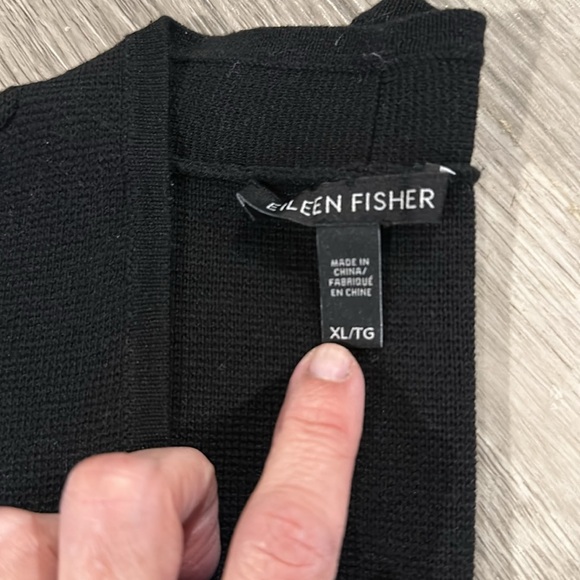 EILEEN FISHER
MADE IN
CHINA/
FABRIQUÉ
EN CHINE
XL/TG